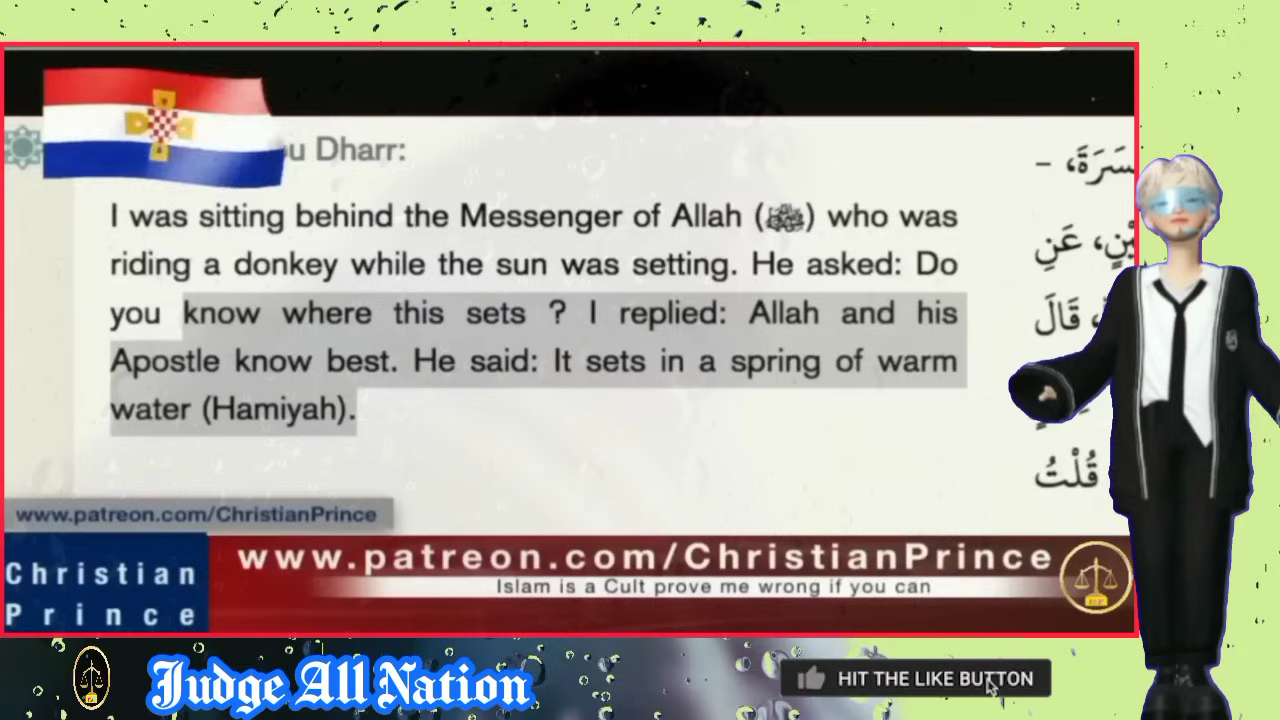 u Dharr:
I was sitting behind the Messenger of Allah (ﷺ) who was
riding a donkey while the sun was setting. He asked: Do
you know where this sets ? I replied: Allah and his
Apostle know best. He said: It sets in a spring of warm
water (Hamiyah).
عَنِ
قَالَ
قُلْتُ
www.patreon.com/ChristianPrince
Christian
Prince
www.patreon.com/ChristianPrince
Islam is a Cult prove me wrong if you can
Judge All Nation
HIT THE LIKE BUTTON